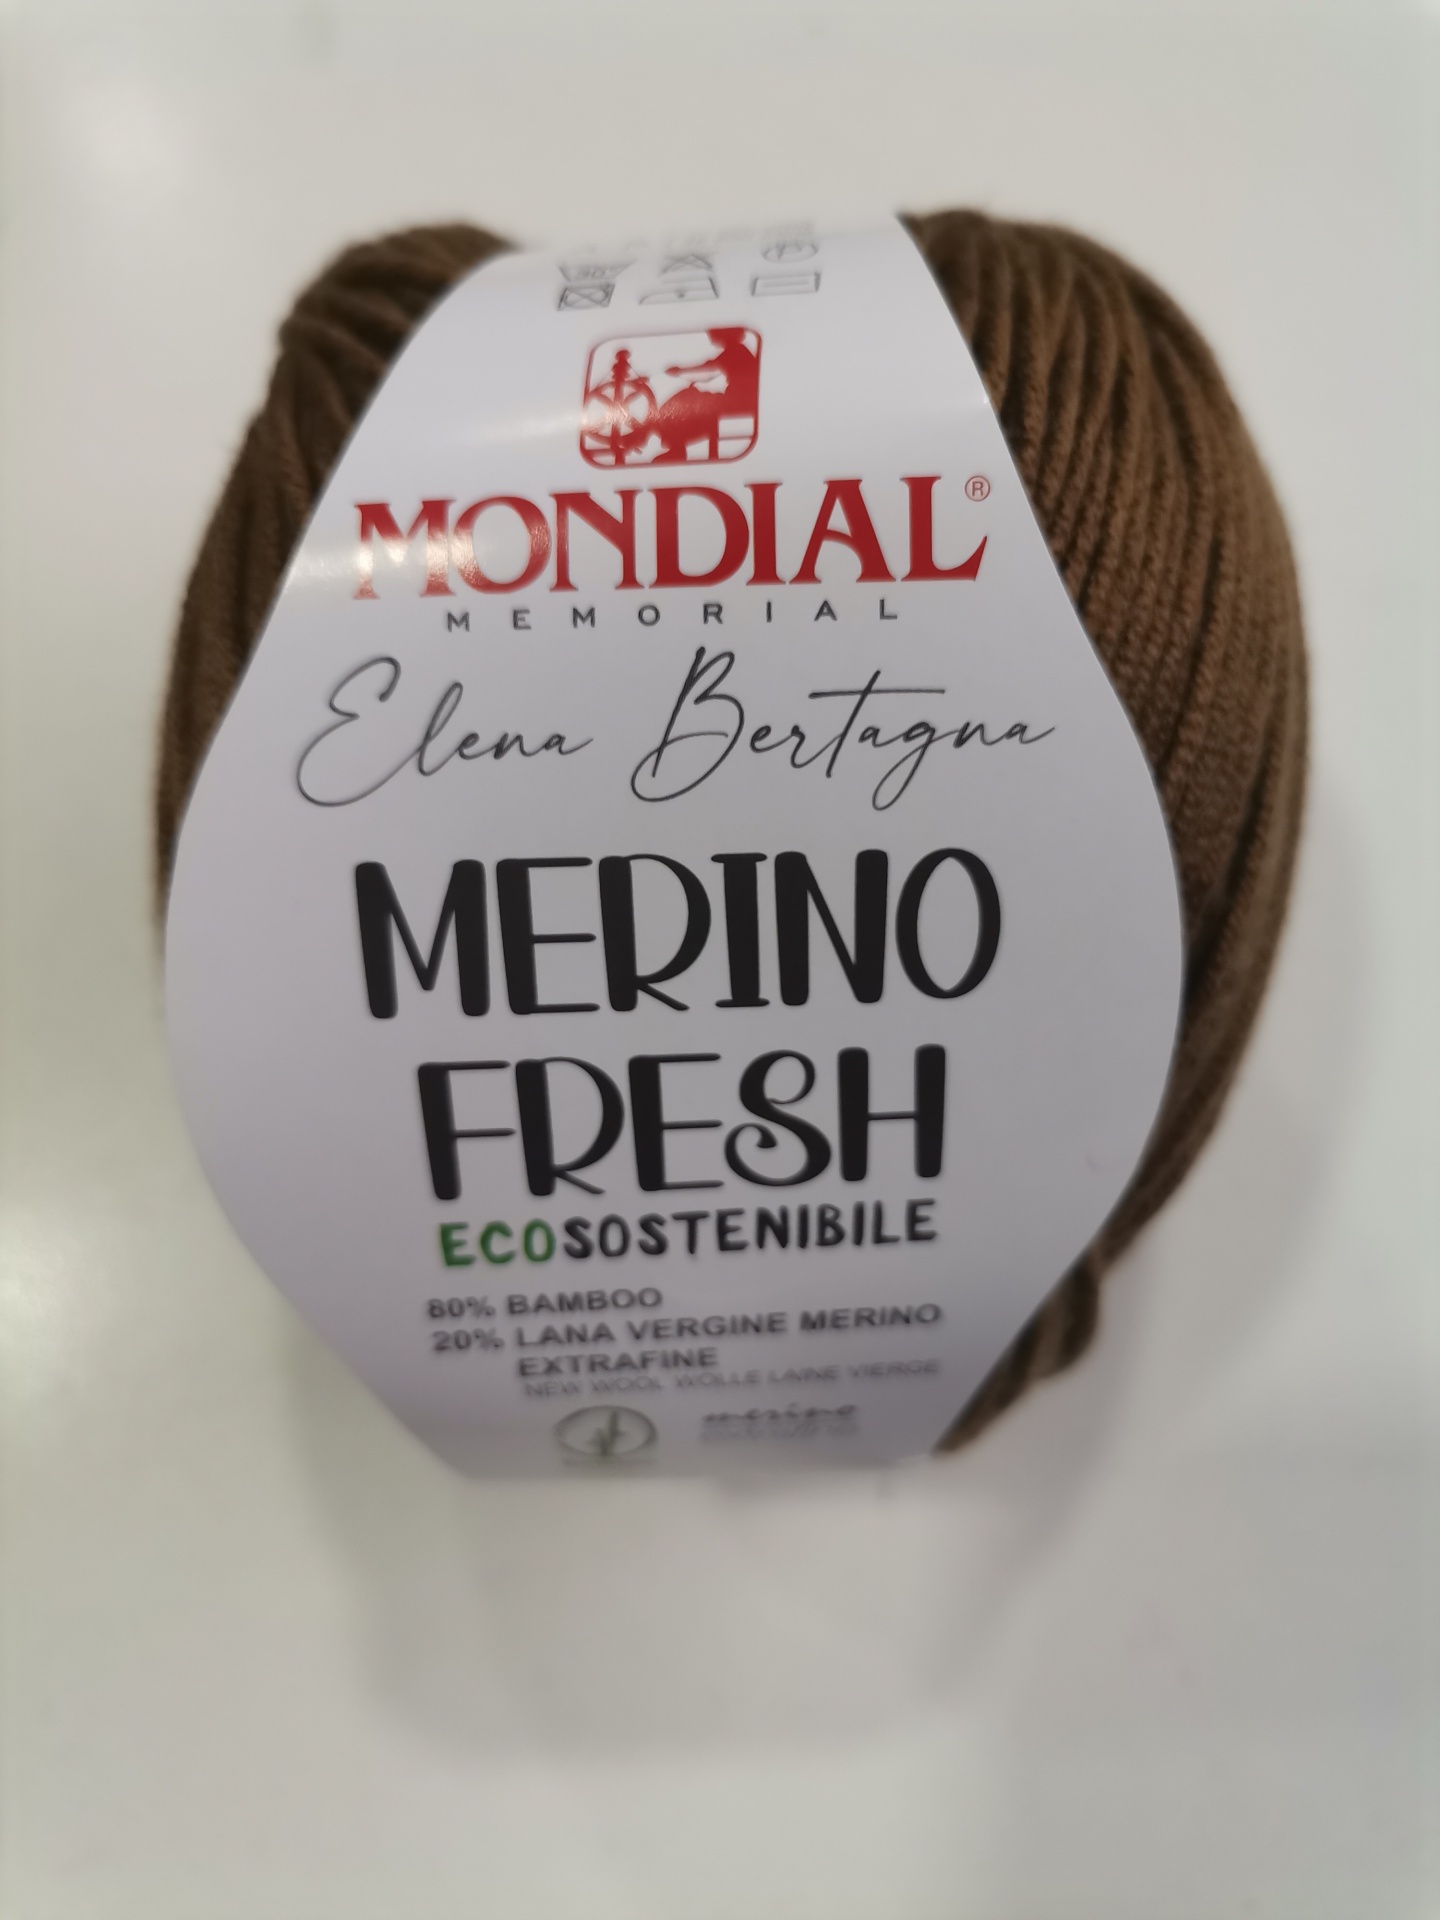 MONDIAL®
MEMORIAL
Elena Bertagna
MERINO
FRESH
ECOSOSTENIBILE
80% BAMBOO
20% LANA VERGINE MERINO
EXTRAFINE
NEW WOOL WOLLE LAINE VIERGE
merino